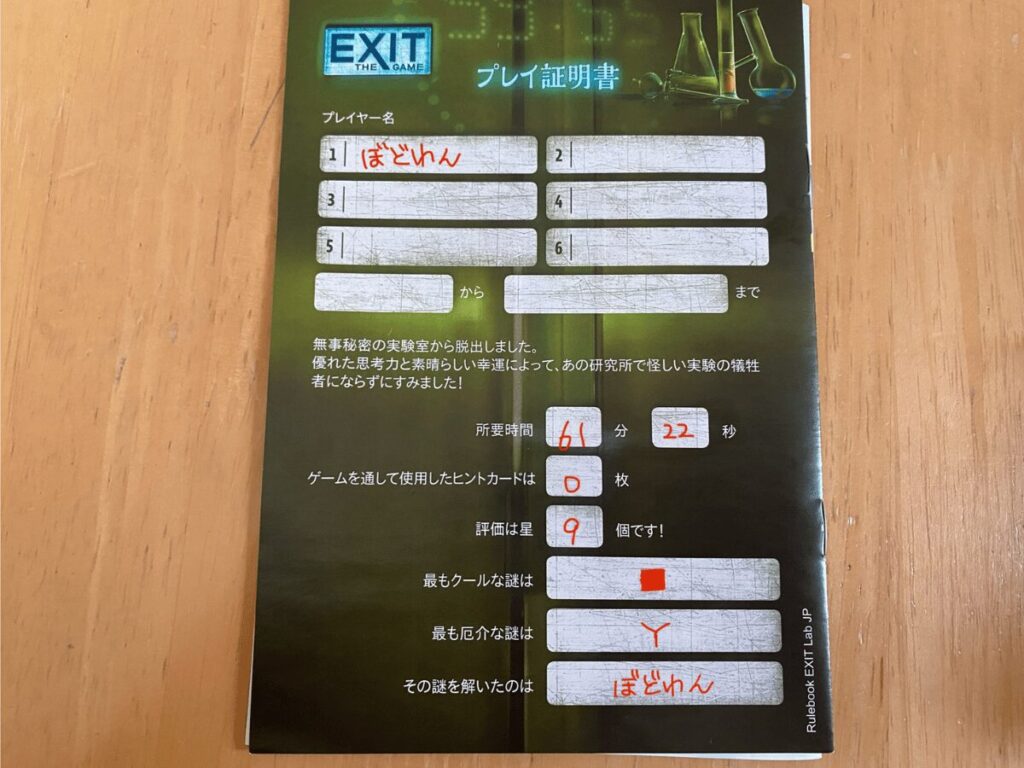 EXIT
THE GAME
プレイ証明書
プレイヤー名
1 ぼどわん 2
3 4
5 6
から まで
無事秘密の実験室から脱出しました。
優れた思考力と素晴らしい幸運によって、あの研究所で怪しい実験の犠牲
者にならずにすみました!
所要時間 61 分 22 秒
ゲームを通して使用したヒントカードは 0 枚
評価は星 9 個です!
最もクールな謎は
最も厄介な謎は Y
その謎を解いたのは ぼどわん
Rulebook EXIT Lab JP